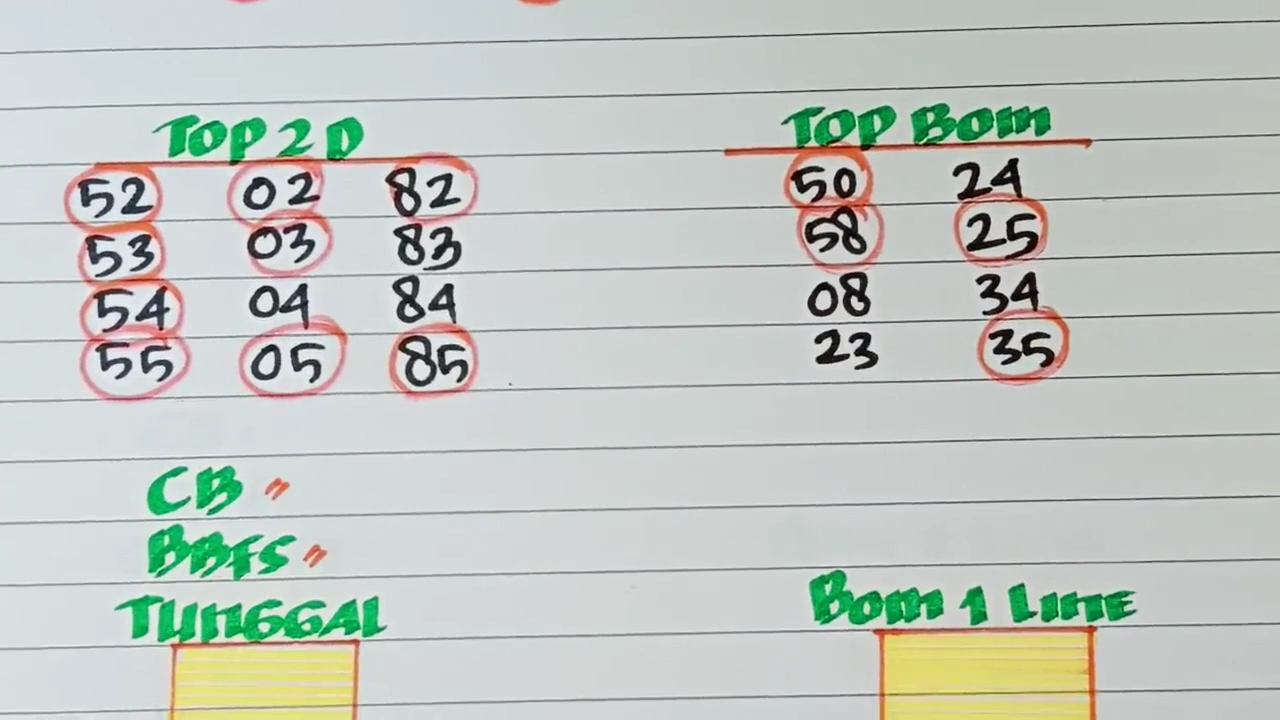 TOP 2 D
52 02 82
53 03 83
54 04 84
55 05 85
TOP BOM
50 24
58 25
08 34
23 35
CB "
BBFS "
TUNGGAL
BOM 1 LINE